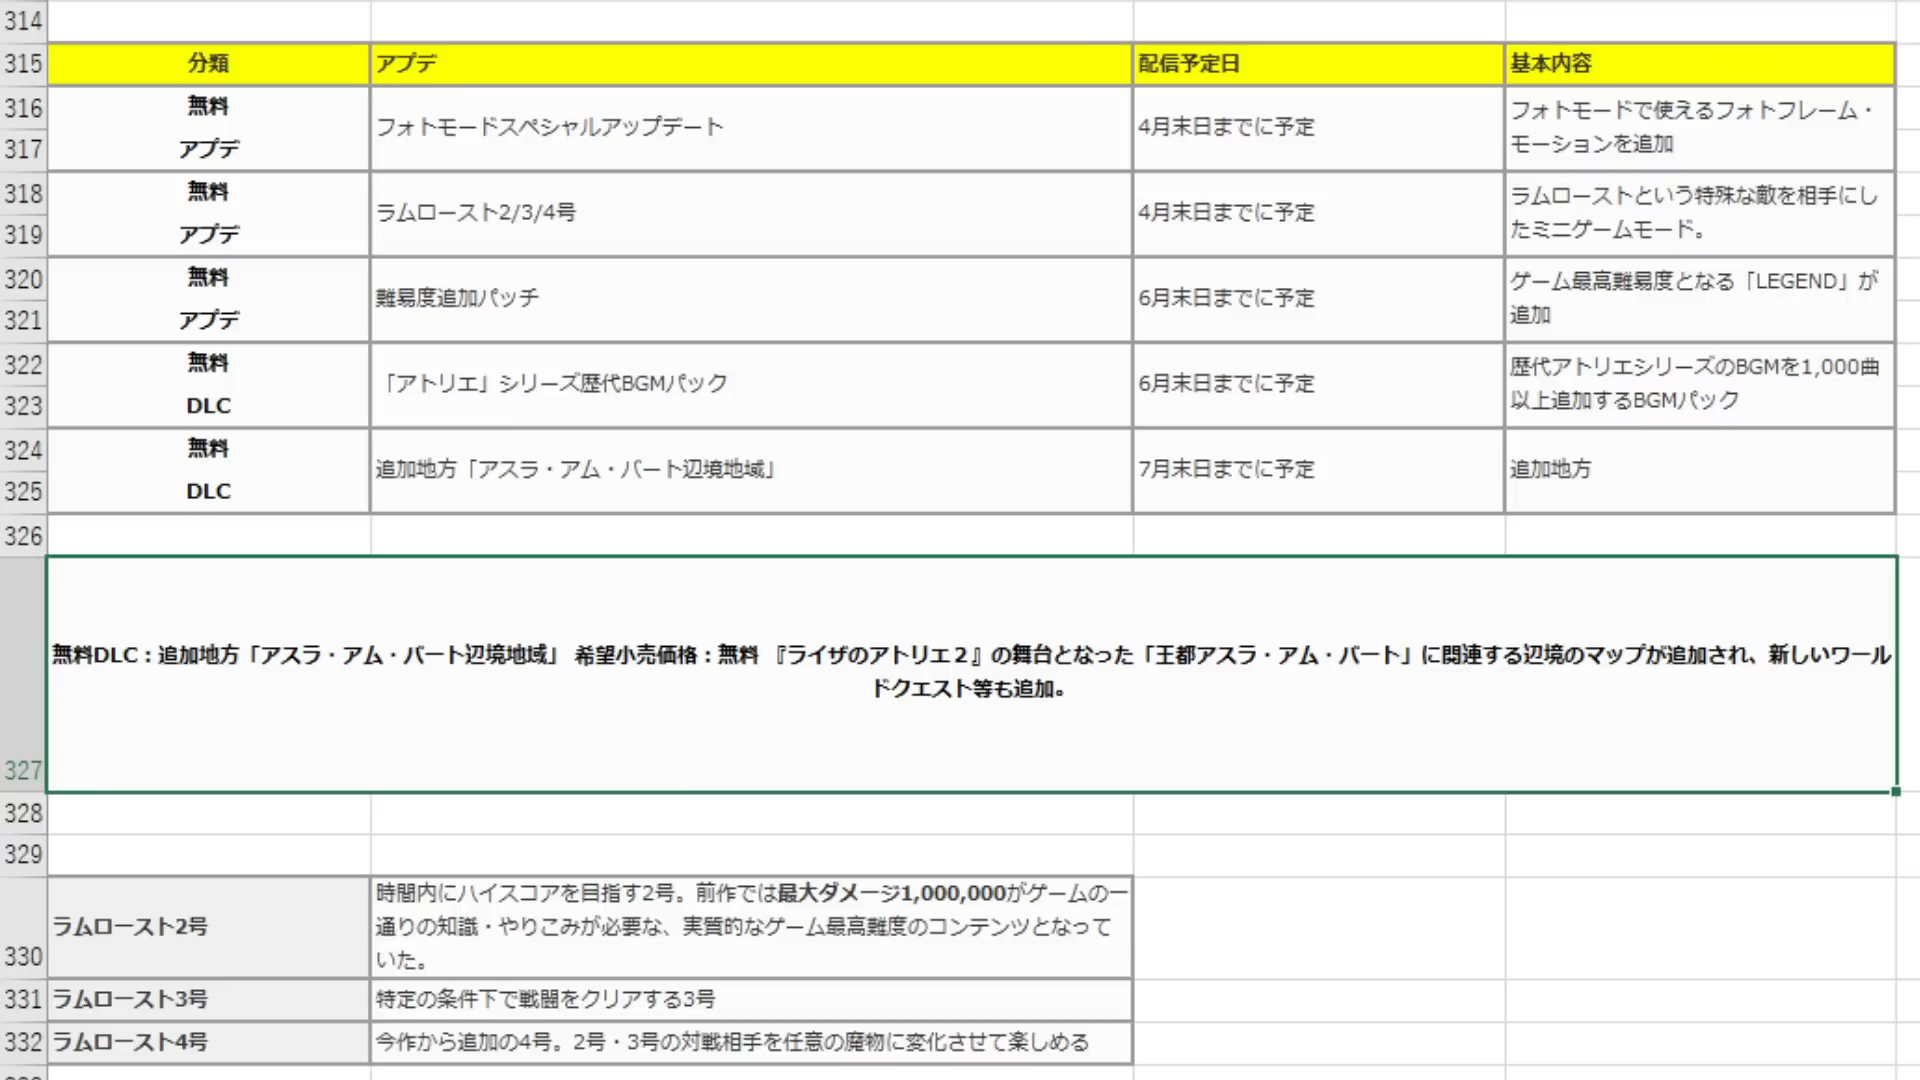 314
315 分類 アプデ 配信予定日 基本内容
316 無料 フォトモードスペシャルアップデート 4月末日までに予定 フォトモードで使えるフォトフレーム・
317 アプデ モーションを追加
318 無料 ラムロースト2/3/4号 4月末日までに予定 ラムローストという特殊な敵を相手にし
319 アプデ たミニゲームモード。
320 無料 難易度追加パッチ 6月末日までに予定 ゲーム最高難易度となる「LEGEND」が
321 アプデ 追加
322 無料 「アトリエ」シリーズ歴代BGMパック 6月末日までに予定 歴代アトリエシリーズのBGMを1,000曲
323 DLC 以上追加するBGMパック
324 無料 追加地方「アスラ・アム・バート辺境地域」 7月末日までに予定 追加地方
325 DLC
326
無料DLC：追加地方「アスラ・アム・バート辺境地域」 希望小売価格：無料 『ライザのアトリエ２』の舞台となった「王都アスラ・アム・バート」に関連する辺境のマップが追加され、新しいワール
ドクエスト等も追加。
327
328
329
時間内にハイスコアを目指す2号。前作では最大ダメージ1,000,000がゲームの一
ラムロースト2号 通りの知識・やりこみが必要な、実質的なゲーム最高難度のコンテンツとなって
330 いた。
331 ラムロースト3号 特定の条件下で戦闘をクリアする3号
332 ラムロースト4号 今作から追加の4号。2号・3号の対戦相手を任意の魔物に変化させて楽しめる